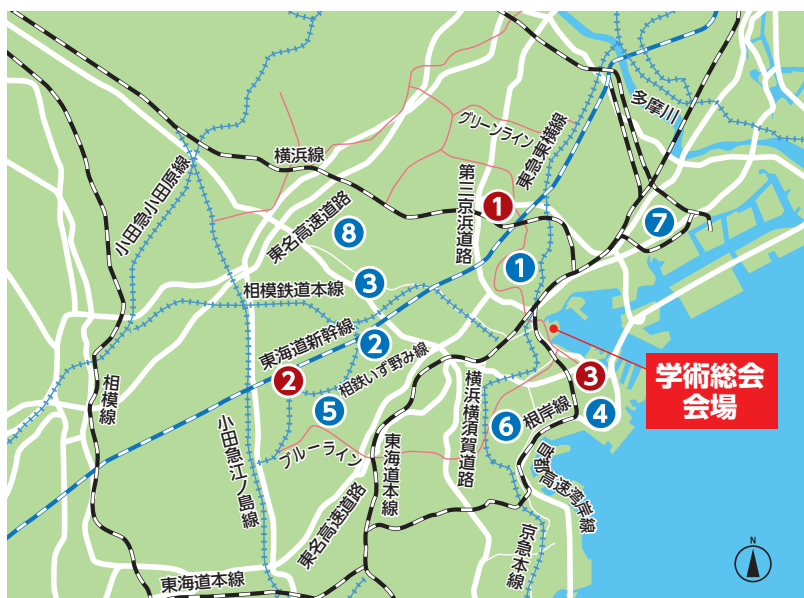 多摩川
グリーンライン
東急東横線
横浜線
第三京浜道路
小田急小田原線
東名高速道路
1
7
8
1
3
相模鉄道本線
東海道新幹線
2
相鉄いずみ野線
2
3
学術総会
会場
相模線
5
6
4
根岸線
横浜横須賀道路
小田急江ノ島線
ブルーライン
東海道本線
首都高速湾岸線
東名高速道路
京急本線
東海道本線
N